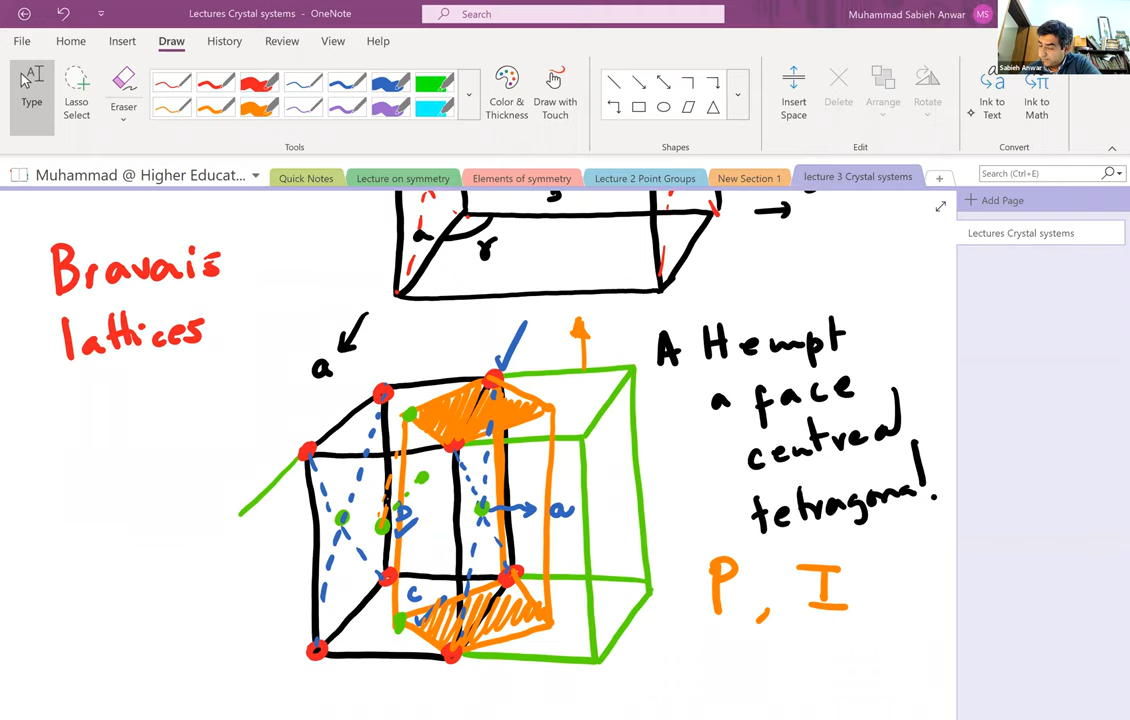 Lectures Crystal systems - OneNote
Search
Muhammad Sabieh Anwar
MS
File
Home
Insert
Draw
History
Review
View
Help
Sabieh Anwar
Type
Lasso
Select
Eraser
Color &
Thickness
Draw with
Touch
Insert
Space
Delete
Arrange
Rotate
Ink to
Text
Ink to
Math
Tools
Shapes
Edit
Convert
Muhammad @ Higher Educat...
Quick Notes
Lecture on symmetry
Elements of symmetry
Lecture 2 Point Groups
New Section 1
lecture 3 Crystal systems
Search (Ctrl+E)
Add Page
Lectures Crystal systems
a
γ
Bravais
lattices
a
A Hempt
a face
centred
tetragonal.
b
a
c
P, I